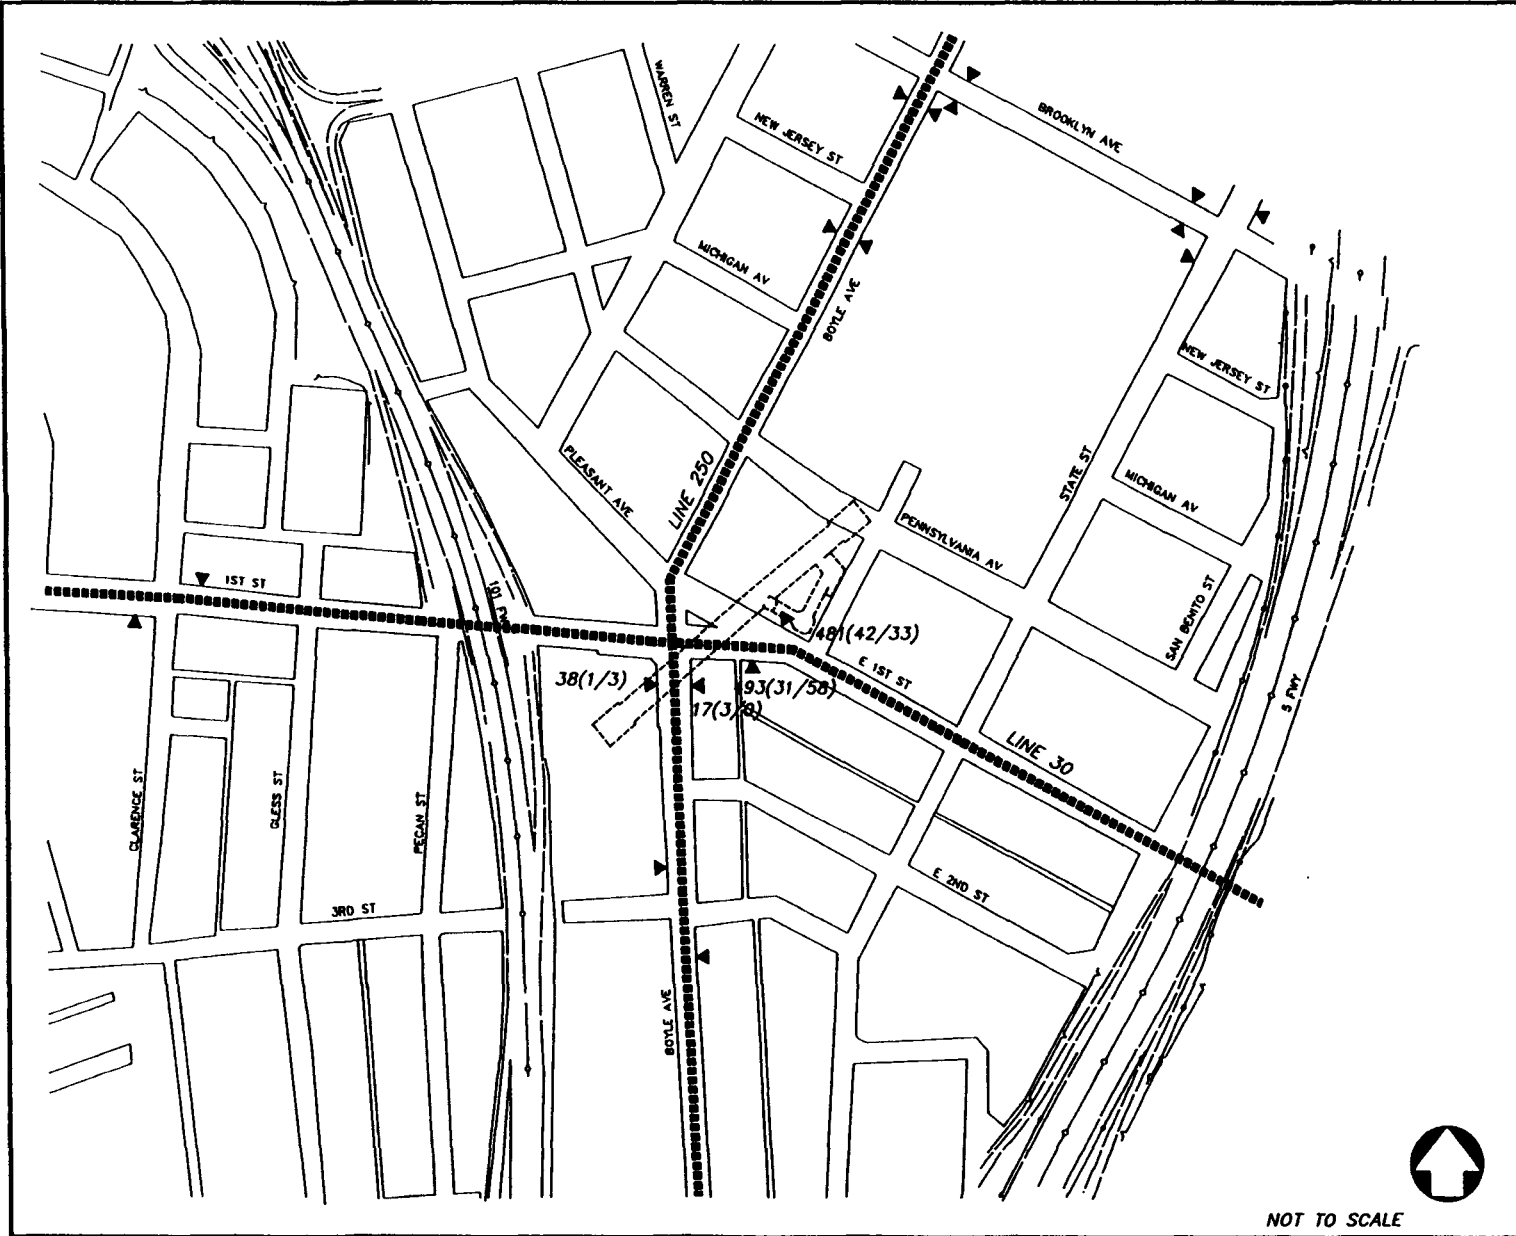 WARREN ST
NEW JERSEY ST
BROOKLYN AVE
MICHIGAN AV
BOYLE AVE
NEW JERSEY ST
PLEASANT AVE
LINE 250
STATE ST
MICHIGAN AV
PENNSYLVANIA AV
1ST ST
101 FWY
SAN BENITO ST
481(42/33)
E 1ST ST
38(1/3)
493(31/58)
17(3/0)
5 FWY
LINE 30
CLARENCE ST
GLESS ST
PECAN ST
E 2ND ST
3RD ST
BOYLE AVE
NOT TO SCALE